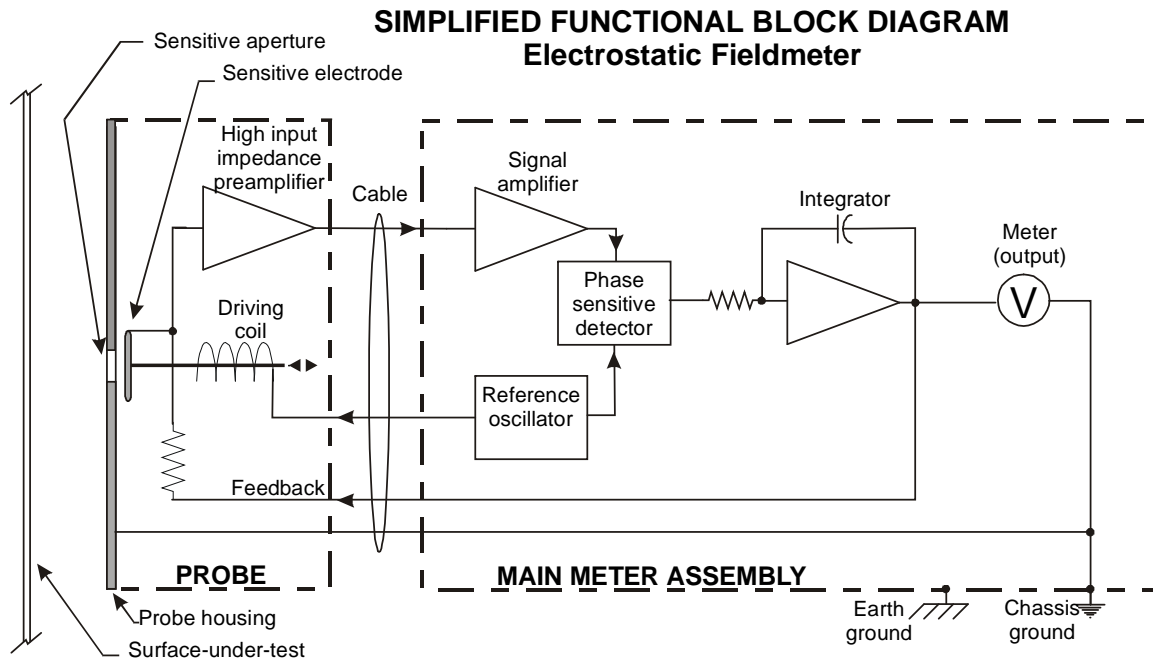 SIMPLIFIED FUNCTIONAL BLOCK DIAGRAM
Electrostatic Fieldmeter
Sensitive aperture
Sensitive electrode
High input
impedance
preamplifier
Cable
Signal
amplifier
Integrator
Meter
(output)
V
Phase
sensitive
detector
Driving
coil
Reference
oscillator
Feedback
PROBE
MAIN METER ASSEMBLY
Probe housing
Surface-under-test
Earth
ground
Chassis
ground